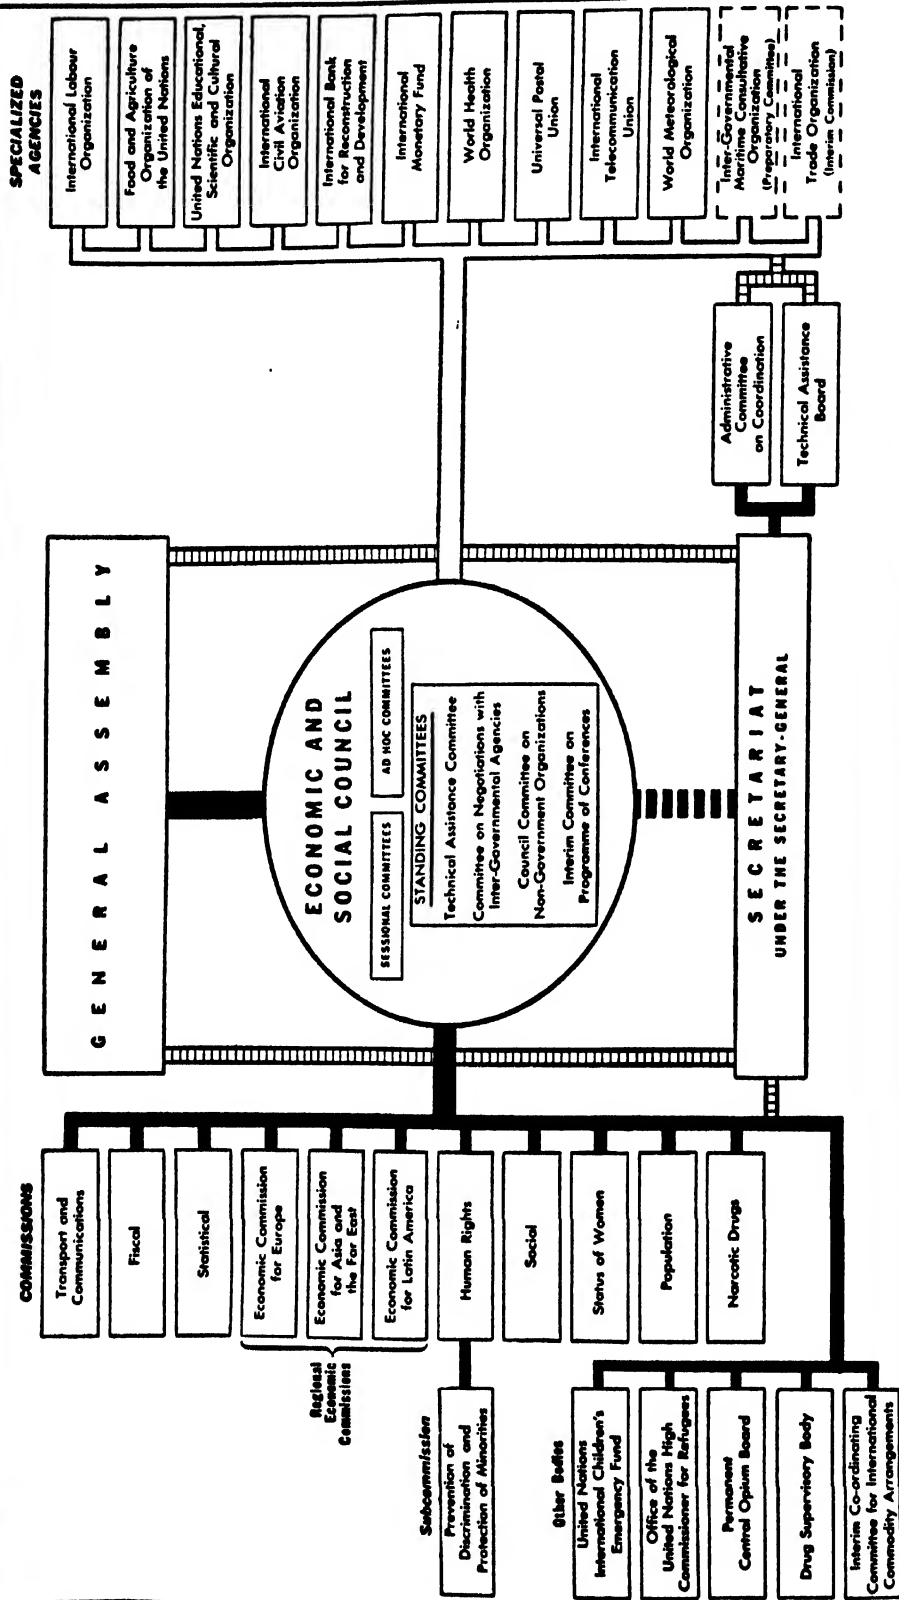 GENERAL ASSEMBLY
ECONOMIC AND
SOCIAL COUNCIL
SESSIONAL COMMITTEES
AD HOC COMMITTEES
STANDING COMMITTEES
Technical Assistance Committee
Committee on Negotiations with
Inter-Governmental Agencies
Council Committee on
Non-Government Organizations
Interim Committee on
Programme of Conferences
SECRETARIAT
UNDER THE SECRETARY-GENERAL
COMMISSIONS
Transport and
Communications
Fiscal
Statistical
Economic Commission
for Europe
Economic Commission
for Asia and
the Far East
Economic Commission
for Latin America
Regional
Economic
Commissions
Human Rights
Social
Status of Women
Population
Narcotic Drugs
Subcommission
Prevention of
Discrimination and
Protection of Minorities
Other Bodies
United Nations
International Children's
Emergency Fund
Office of the
United Nations High
Commissioner for Refugees
Permanent
Central Opium Board
Drug Supervisory Body
Interim Co-ordinating
Committee for International
Commodity Arrangements
SPECIALIZED
AGENCIES
International Labour
Organization
Food and Agriculture
Organization of
the United Nations
United Nations Educational,
Scientific and Cultural
Organization
International
Civil Aviation
Organization
International Bank
for Reconstruction
and Development
International
Monetary Fund
World Health
Organization
Universal Postal
Union
International
Telecommunication
Union
World Meteorological
Organization
Inter-Governmental
Maritime Consultative
Organization
(Preparatory Committee)
International
Trade Organization
(Interim Commission)
Administrative
Committee
on Coordination
Technical Assistance
Board